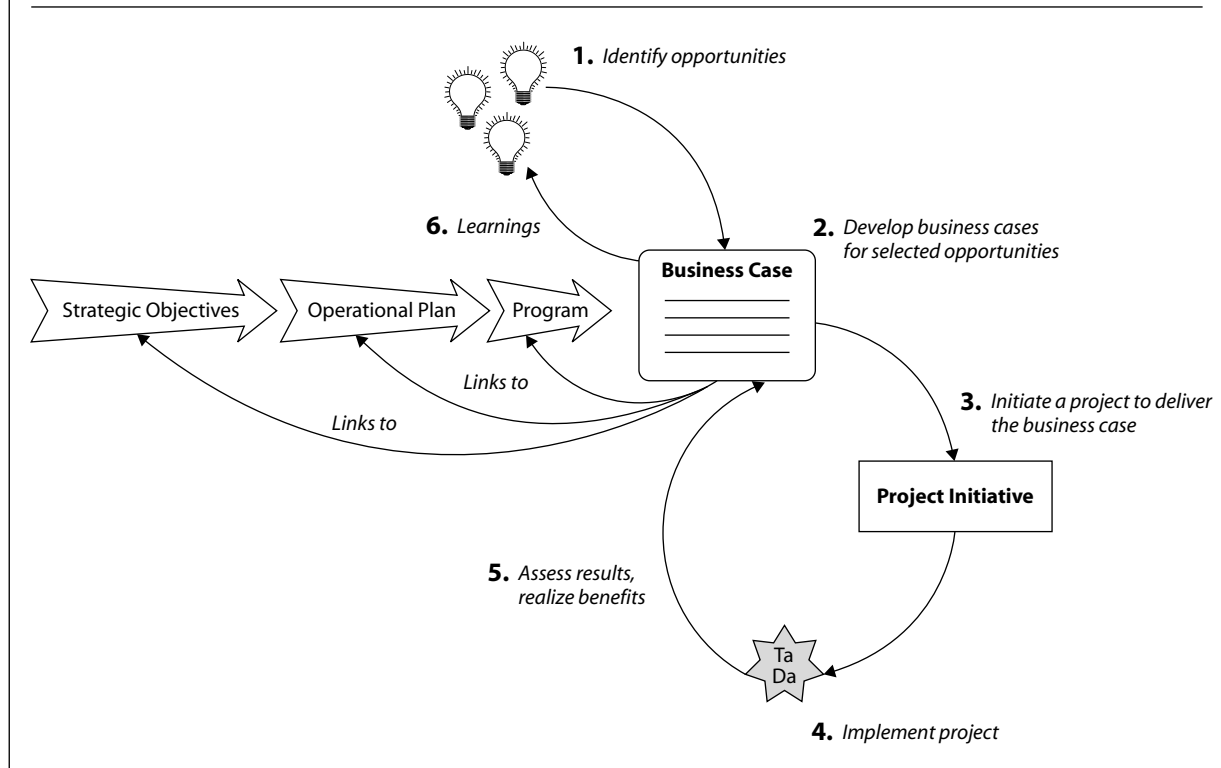 1. Identify opportunities
6. Learnings
2. Develop business cases
for selected opportunities
Business Case
Strategic Objectives
Operational Plan
Program
Links to
Links to
3. Initiate a project to deliver
the business case
Project Initiative
5. Assess results,
realize benefits
Ta
Da
4. Implement project